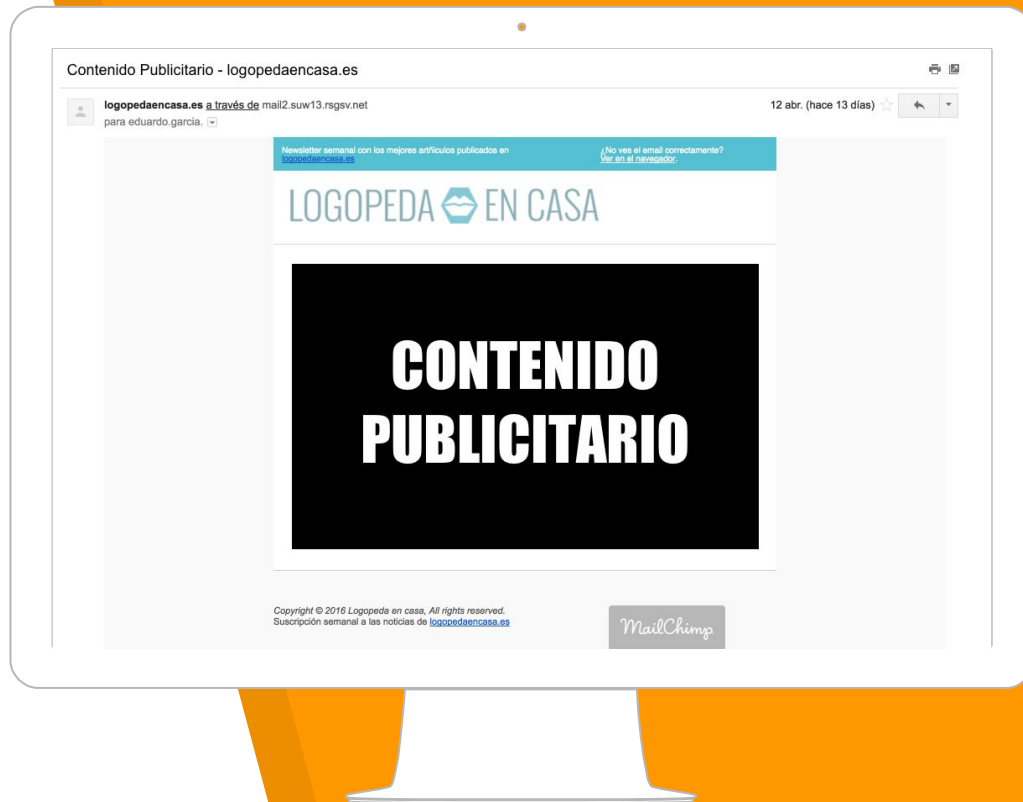 Contenido Publicitario - logopedaencasa.es
logopedaencasa.es a través de mail2.suw13.rsgsv.net
12 abr. (hace 13 días)
para eduardo.garcia.
Newsletter semanal con los mejores artñiculos publicados en
logopedaencasa.es
¿No ves el email correctamente?
Ver en el navegador.
LOGOPEDA EN CASA
CONTENIDO
PUBLICITARIO
Copyright © 2016 Logopeda en casa, All rights reserved.
Suscripción semanal a las noticias de logopedaencasa.es
MailChimp